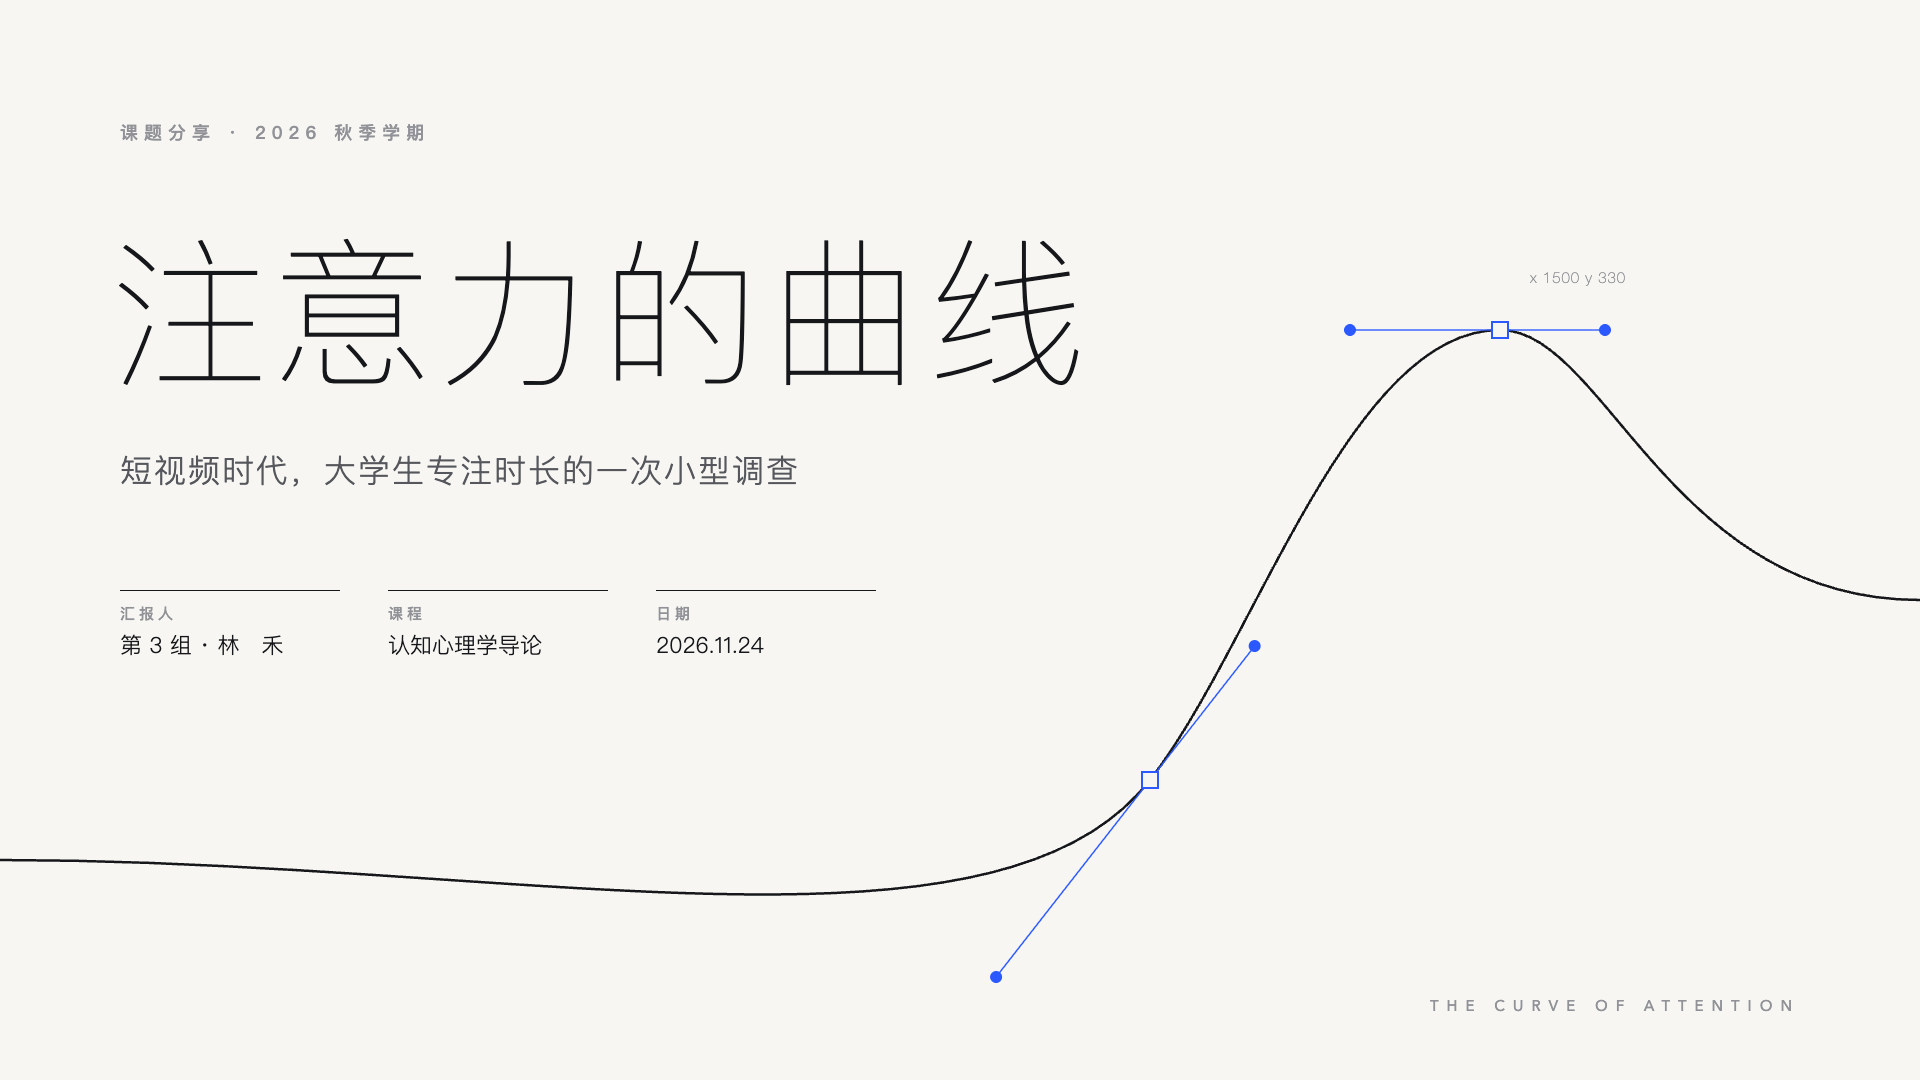 课题分享 · 2026 秋季学期
注意力的曲线
x 1500 y 330
短视频时代，大学生专注时长的一次小型调查
汇报人
第 3 组 · 林　禾
课程
认知心理学导论
日期
2026.11.24
THE CURVE OF ATTENTION